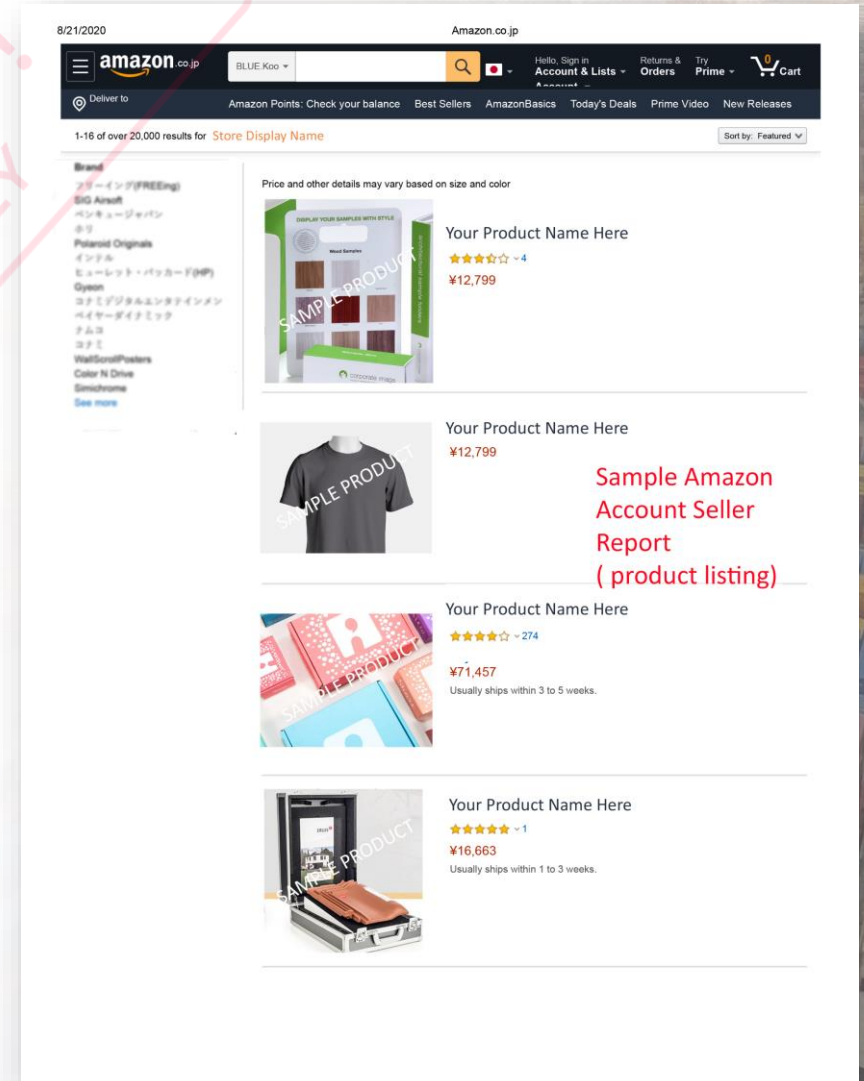 8/21/2020
Amazon.co.jp
amazon.co.jp
BLUE.Koo
Hello, Sign in
Account & Lists
Returns &
Orders
Try
Prime
0
Cart
Deliver to
Amazon Points: Check your balance
Best Sellers
AmazonBasics
Today's Deals
Prime Video
New Releases
1-16 of over 20,000 results for Store Display Name
Sort by: Featured
Brand
フリーイング(FREEing)
SIG Airsoft
ペンギュージャパン
ホリ
Polaroid Originals
インテル
ヒューレット・パッカード(HP)
Gyeon
コナミデジタルエンタテインメン
ベイヤーダイナミック
ナムコ
コナミ
WallScrollPosters
Color N Drive
Simichrome
See more
Price and other details may vary based on size and color
DISPLAY YOUR SAMPLES WITH STYLE
Wood Samples
corporate image
SAMPLE PRODUCT
Your Product Name Here
4
¥12,799
SAMPLE PRODUCT
Your Product Name Here
¥12,799
Sample Amazon
Account Seller
Report
( product listing)
SAMPLE PRODUCT
Your Product Name Here
274
¥71,457
Usually ships within 3 to 5 weeks.
SAMPLE PRODUCT
Your Product Name Here
1
¥16,663
Usually ships within 1 to 3 weeks.